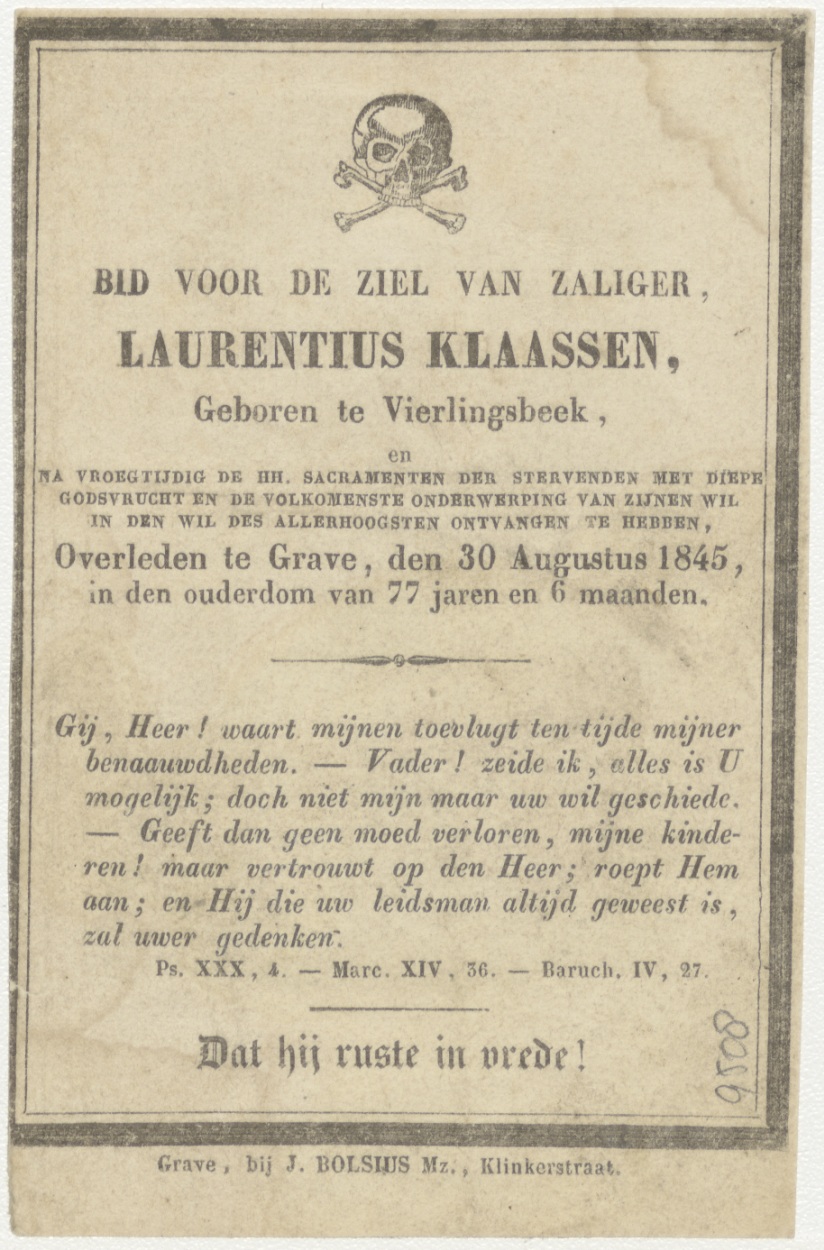 BID VOOR DE ZIEL VAN ZALIGER,
LAURENTIUS KLAASSEN,
Geboren te Vierlingsbeek,
en
NA VROEGTIJDIG DE HH. SACRAMENTEN DER STERVENDEN MET DIEPE
GODSVRUCHT EN DE VOLKOMENSTE ONDERWERPING VAN ZIJNEN WIL
IN DEN WIL DES ALLERHOOGSTEN ONTVANGEN TE HEBBEN,
Overleden te Grave, den 30 Augustus 1845,
in den ouderdom van 77 jaren en 6 maanden.
Gij, Heer! waart mijnen toevlugt ten tijde mijner
benaauwdheden. — Vader! zeide ik, alles is U
mogelijk; doch niet mijn maar uw wil geschiede.
— Geeft dan geen moed verloren, mijne kinde-
ren! maar vertrouwt op den Heer; roept Hem
aan; en Hij die uw leidsman altijd geweest is,
zal uwer gedenken.
Ps. XXX, 4. — Marc. XIV, 36. — Baruch. IV, 27.
Dat hij ruste in vrede!
9508
Grave, bij J. BOLSIUS Mz., Klinkerstraat.